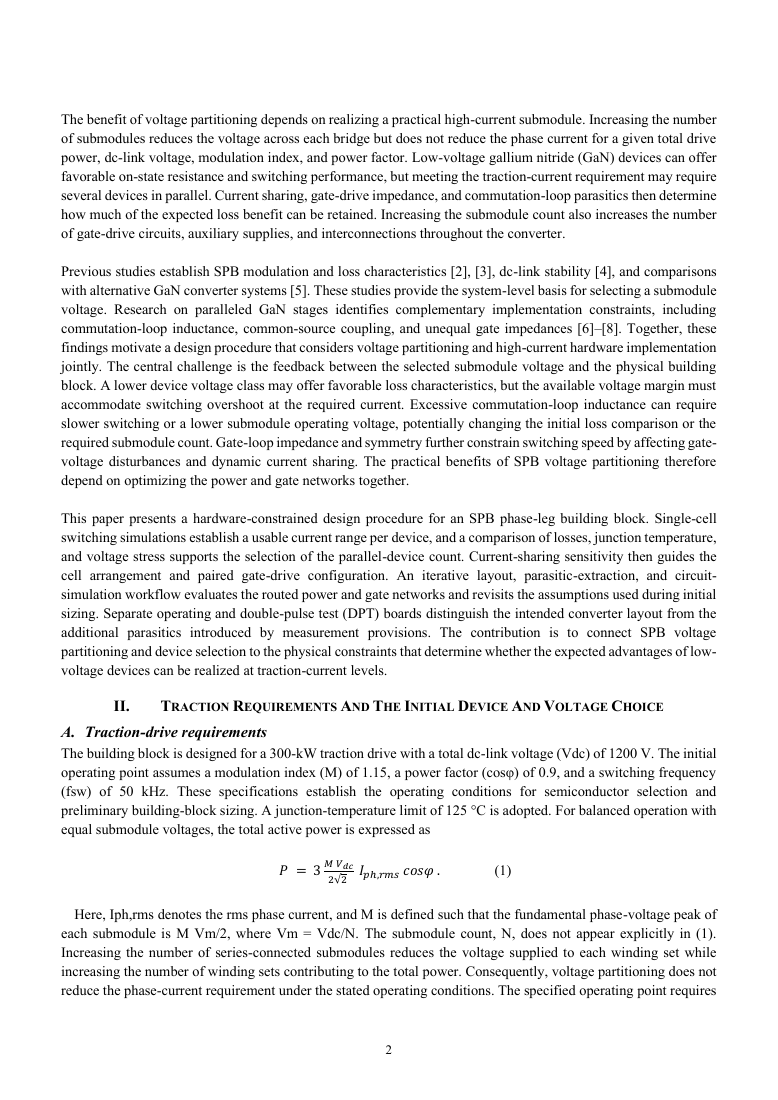 The benefit of voltage partitioning depends on realizing a practical high-current submodule. Increasing the number
of submodules reduces the voltage across each bridge but does not reduce the phase current for a given total drive
power, dc-link voltage, modulation index, and power factor. Low-voltage gallium nitride (GaN) devices can offer
favorable on-state resistance and switching performance, but meeting the traction-current requirement may require
several devices in parallel. Current sharing, gate-drive impedance, and commutation-loop parasitics then determine
how much of the expected loss benefit can be retained. Increasing the submodule count also increases the number
of gate-drive circuits, auxiliary supplies, and interconnections throughout the converter.
Previous studies establish SPB modulation and loss characteristics [2], [3], dc-link stability [4], and comparisons
with alternative GaN converter systems [5]. These studies provide the system-level basis for selecting a submodule
voltage. Research on paralleled GaN stages identifies complementary implementation constraints, including
commutation-loop inductance, common-source coupling, and unequal gate impedances [6]–[8]. Together, these
findings motivate a design procedure that considers voltage partitioning and high-current hardware implementation
jointly. The central challenge is the feedback between the selected submodule voltage and the physical building
block. A lower device voltage class may offer favorable loss characteristics, but the available voltage margin must
accommodate switching overshoot at the required current. Excessive commutation-loop inductance can require
slower switching or a lower submodule operating voltage, potentially changing the initial loss comparison or the
required submodule count. Gate-loop impedance and symmetry further constrain switching speed by affecting gate-
voltage disturbances and dynamic current sharing. The practical benefits of SPB voltage partitioning therefore
depend on optimizing the power and gate networks together.
This paper presents a hardware-constrained design procedure for an SPB phase-leg building block. Single-cell
switching simulations establish a usable current range per device, and a comparison of losses, junction temperature,
and voltage stress supports the selection of the parallel-device count. Current-sharing sensitivity then guides the
cell arrangement and paired gate-drive configuration. An iterative layout, parasitic-extraction, and circuit-
simulation workflow evaluates the routed power and gate networks and revisits the assumptions used during initial
sizing. Separate operating and double-pulse test (DPT) boards distinguish the intended converter layout from the
additional parasitics introduced by measurement provisions. The contribution is to connect SPB voltage
partitioning and device selection to the physical constraints that determine whether the expected advantages of low-
voltage devices can be realized at traction-current levels.
II. TRACTION REQUIREMENTS AND THE INITIAL DEVICE AND VOLTAGE CHOICE
A. Traction-drive requirements
The building block is designed for a 300-kW traction drive with a total dc-link voltage (Vdc) of 1200 V. The initial
operating point assumes a modulation index (M) of 1.15, a power factor (cosφ) of 0.9, and a switching frequency
(fsw) of 50 kHz. These specifications establish the operating conditions for semiconductor selection and
preliminary building-block sizing. A junction-temperature limit of 125 °C is adopted. For balanced operation with
equal submodule voltages, the total active power is expressed as
P = 3 \frac{M V_{dc}}{2\sqrt{2}} I_{ph,rms} cosφ . (1)
Here, Iph,rms denotes the rms phase current, and M is defined such that the fundamental phase-voltage peak of
each submodule is M Vm/2, where Vm = Vdc/N. The submodule count, N, does not appear explicitly in (1).
Increasing the number of series-connected submodules reduces the voltage supplied to each winding set while
increasing the number of winding sets contributing to the total power. Consequently, voltage partitioning does not
reduce the phase-current requirement under the stated operating conditions. The specified operating point requires
2